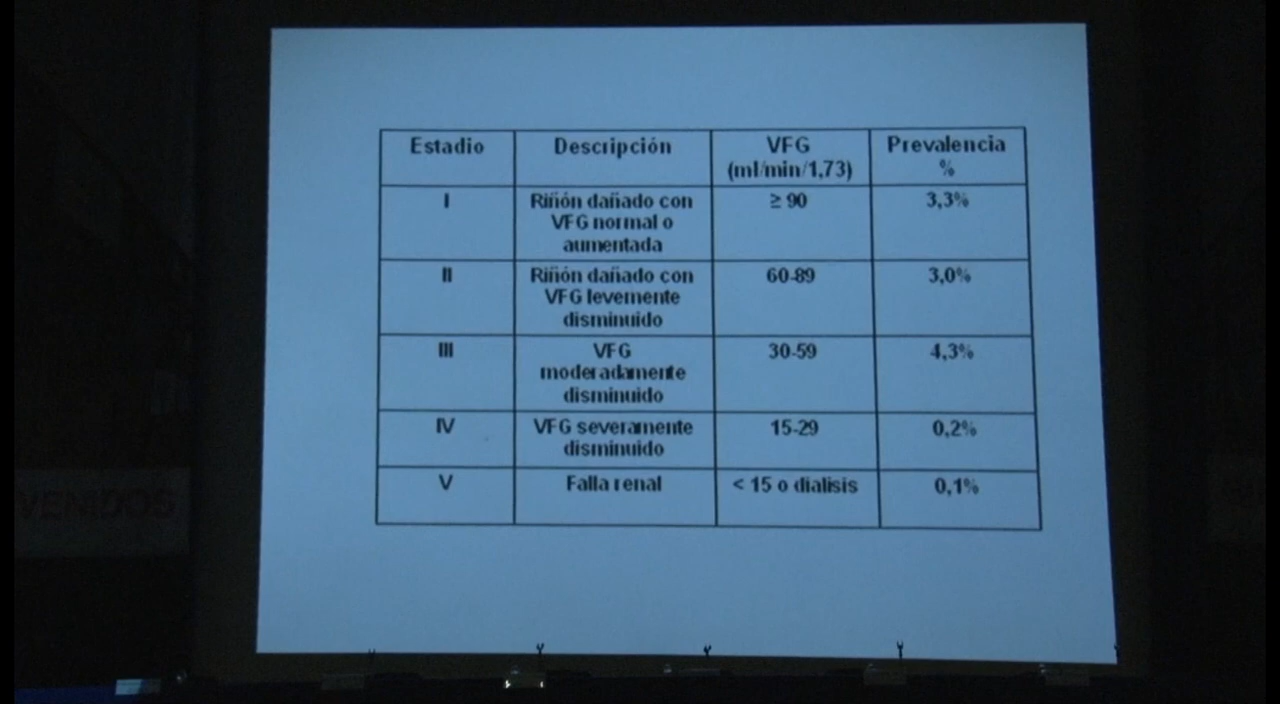 Estadio
Descripción
VFG
(ml/min/1,73)
Prevalencia
%
I
Riñón dañado con
VFG normal o
aumentada
≥ 90
3,3%
II
Riñón dañado con
VFG levemente
disminuido
60-89
3,0%
III
VFG
moderadamente
disminuido
30-59
4,3%
IV
VFG severamente
disminuido
15-29
0,2%
V
Falla renal
< 15 o dialisis
0,1%
VENIDOS